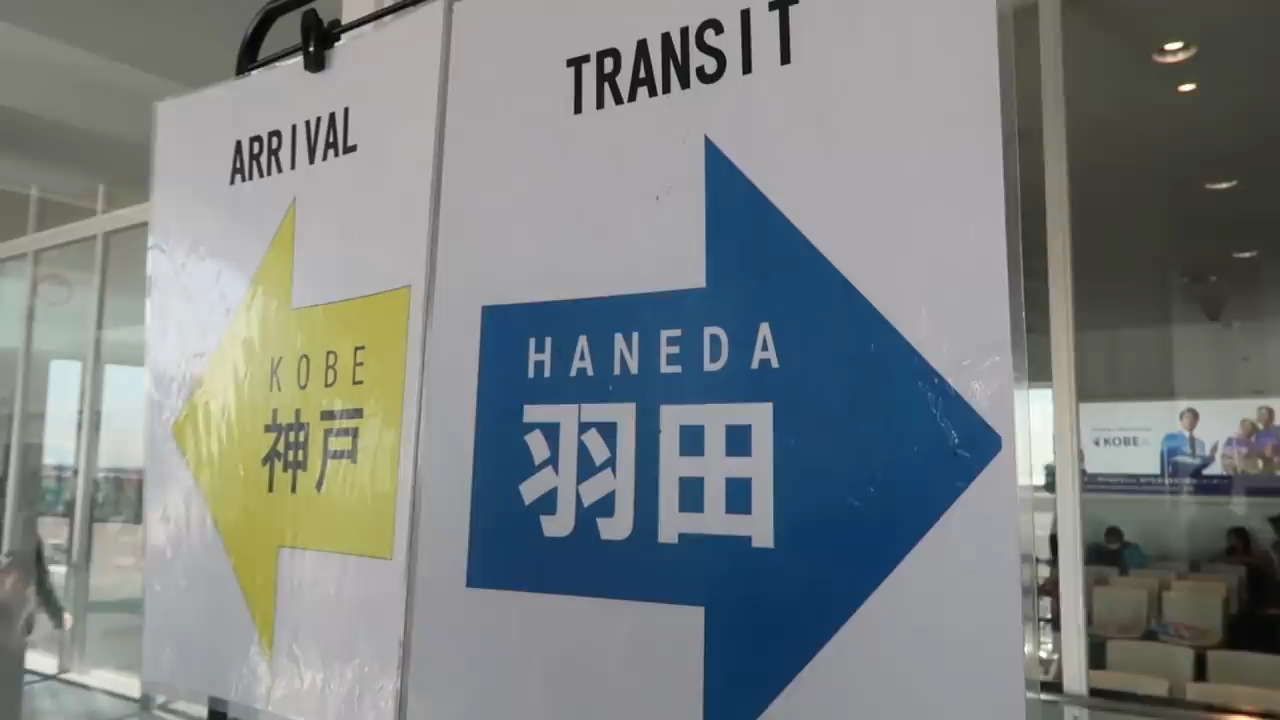 ARRIVAL
KOBE
神戸
TRANSIT
HANEDA
羽田
KOBE